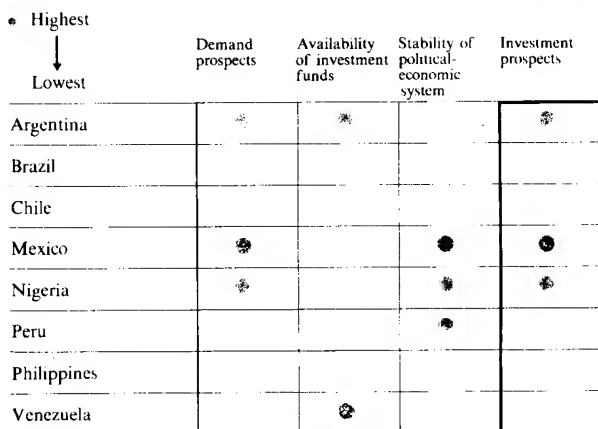 Highest
Lowest
Demand prospects
Availability of investment funds
Stability of political-economic system
Investment prospects
Argentina
Brazil
Chile
Mexico
Nigeria
Peru
Philippines
Venezuela